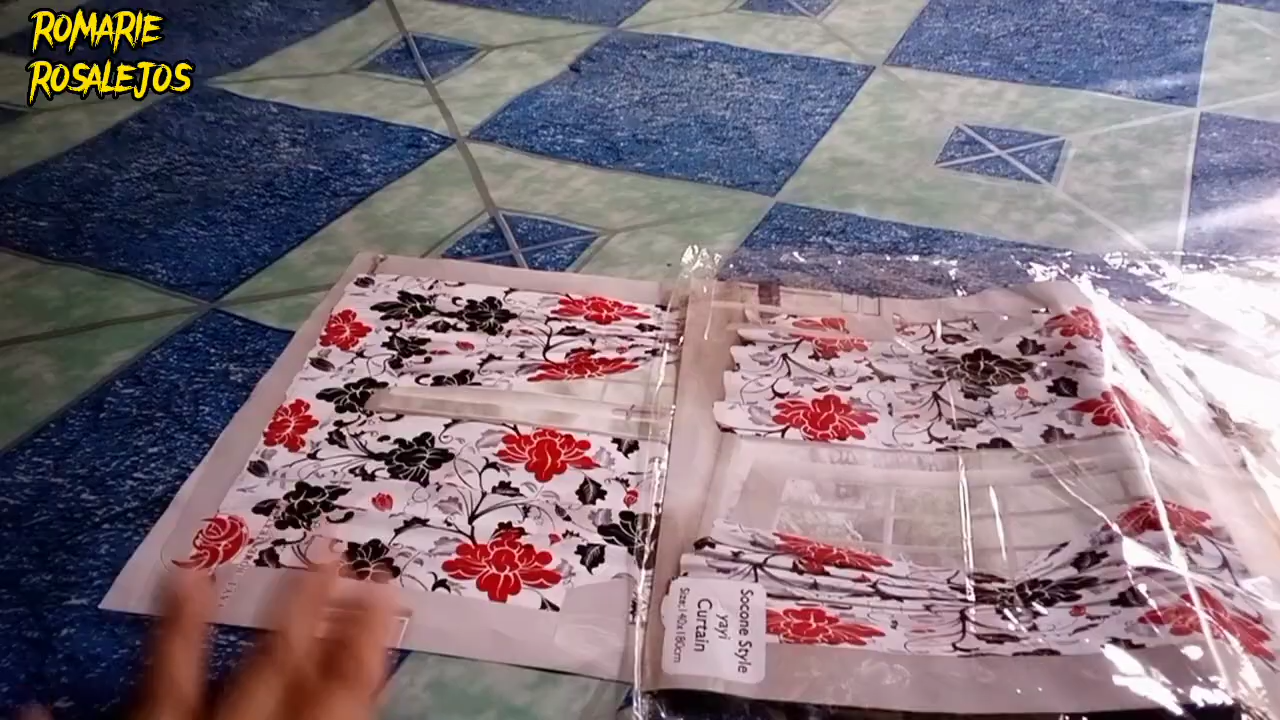 ROMARIE
ROSALEJOS
Socone Style
yayi
Curtain
Size:140x180cm